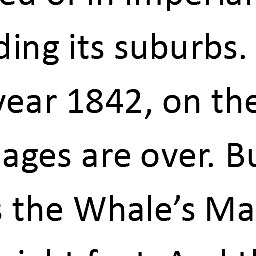 ding its suburbs.
year 1842, on the
ages are over. Bu
the Whale’s Ma